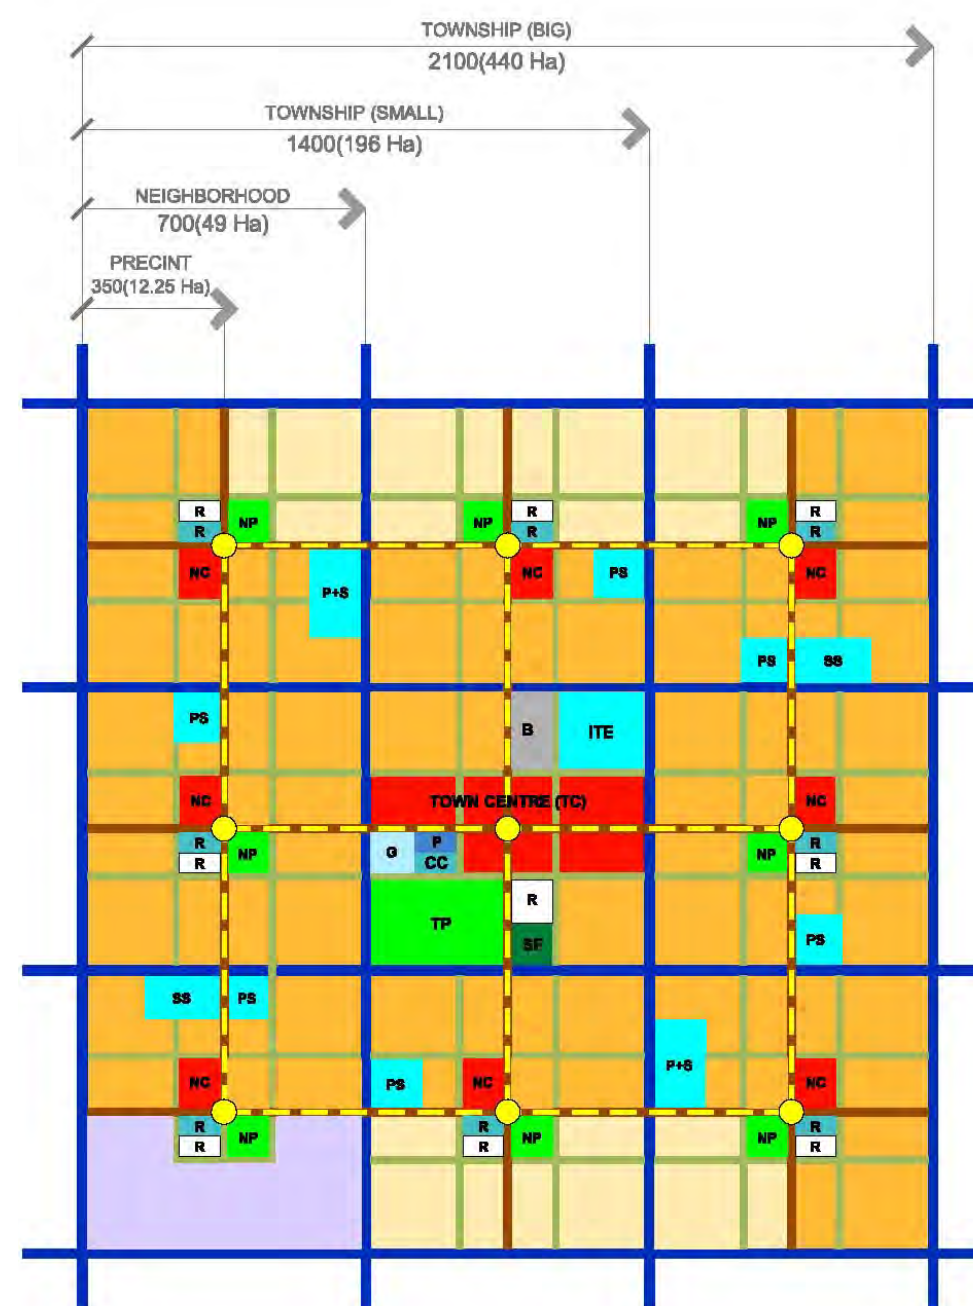 TOWNSHIP (BIG)
2100(440 Ha)
TOWNSHIP (SMALL)
1400(196 Ha)
NEIGHBORHOOD
700(49 Ha)
PRECINT
350(12.25 Ha)
R R R
NP NP NP
R R R
NC NC PS NC
P+S
PS SS
PS
B ITE
NC TOWN CENTRE (TC) NC
R P R
G
NP CC NP
R R
R
TP
PS
SF
SS PS
P+S
NC PS NC NC
R R R
NP NP NP
R R R